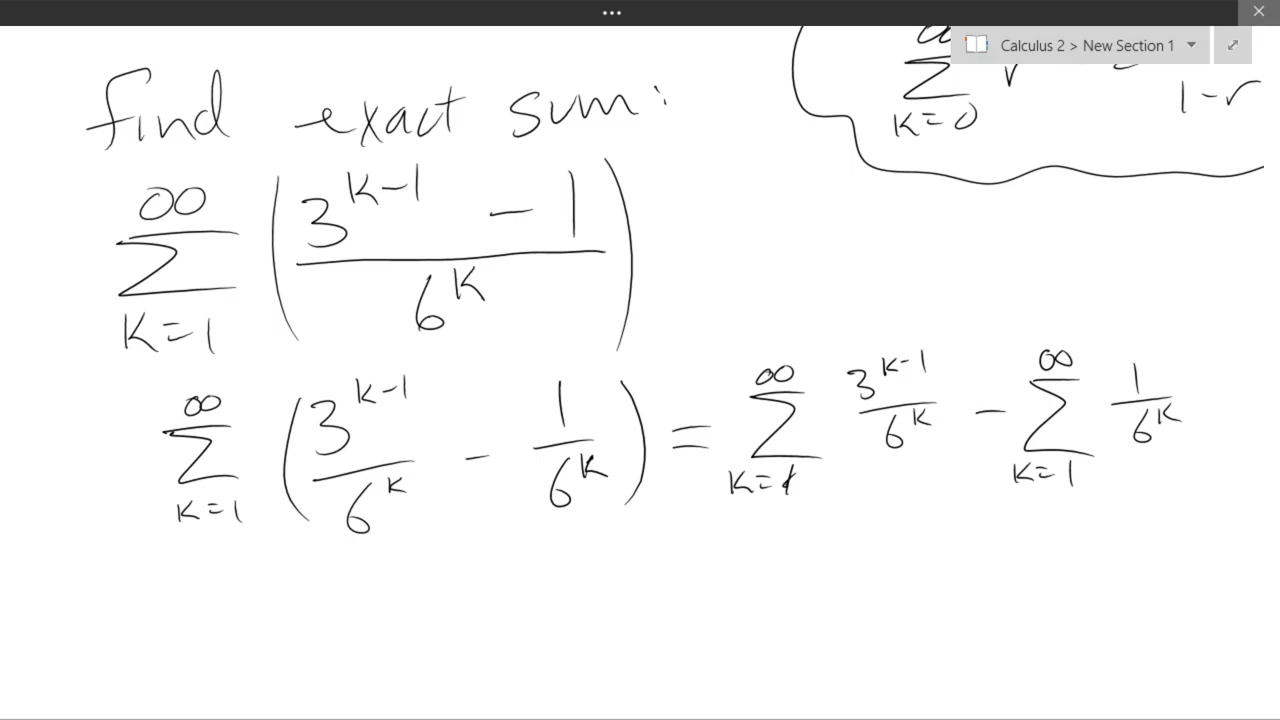 ...
Calculus 2 > New Section 1
∑_{k=0} r 1-r
find exact sum:
∑_{k=1}^{∞} ( (3^{k-1} - 1) / 6^k )
∑_{k=1}^{∞} ( 3^{k-1} / 6^k - 1 / 6^k ) = ∑_{k=1}^{∞} 3^{k-1} / 6^k - ∑_{k=1}^{∞} 1 / 6^k